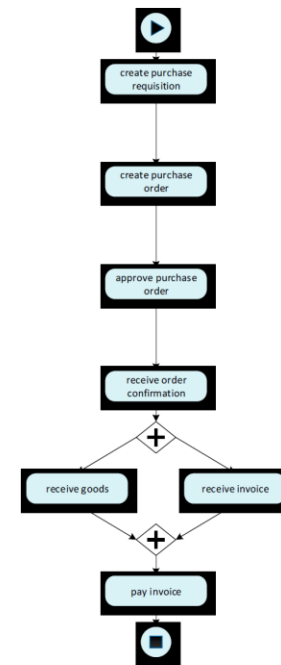 create purchase
requisition
create purchase
order
approve purchase
order
receive order
confirmation
receive goods
receive invoice
pay invoice